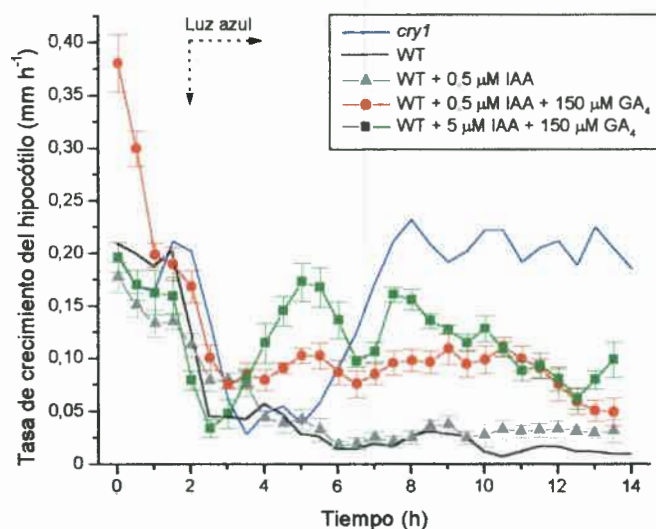 Luz azul
cry1
WT
WT + 0,5 µM IAA
WT + 0,5 µM IAA + 150 µM GA₄
WT + 5 µM IAA + 150 µM GA₄
Tasa de crecimiento del hipocótilo (mm h⁻¹)
0,40
0,35
0,30
0,25
0,20
0,15
0,10
0,05
0
0 2 4 6 8 10 12 14
Tiempo (h)